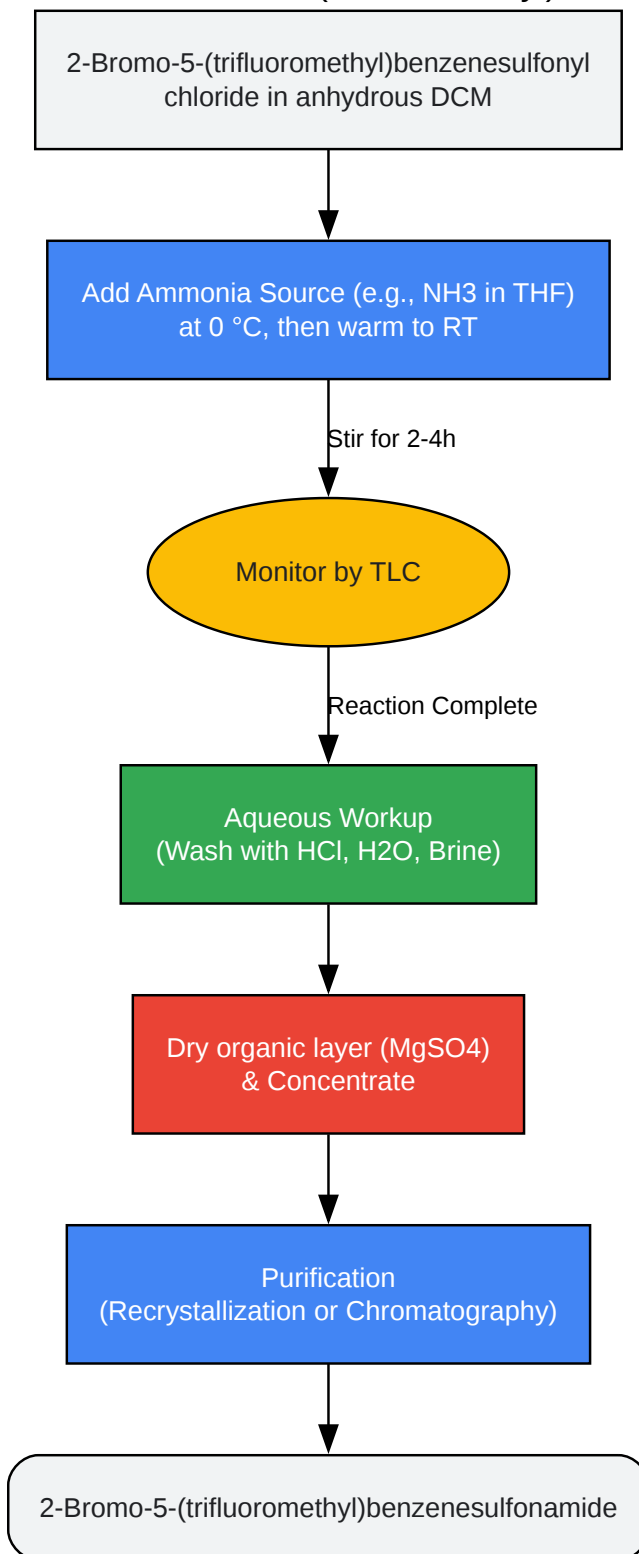 2-Bromo-5-(trifluoromethyl)benzenesulfonyl
chloride in anhydrous DCM
Add Ammonia Source (e.g., NH3 in THF)
at 0 °C, then warm to RT
Stir for 2-4h
Monitor by TLC
Reaction Complete
Aqueous Workup
(Wash with HCl, H2O, Brine)
Dry organic layer (MgSO4)
& Concentrate
Purification
(Recrystallization or Chromatography)
2-Bromo-5-(trifluoromethyl)benzenesulfonamide